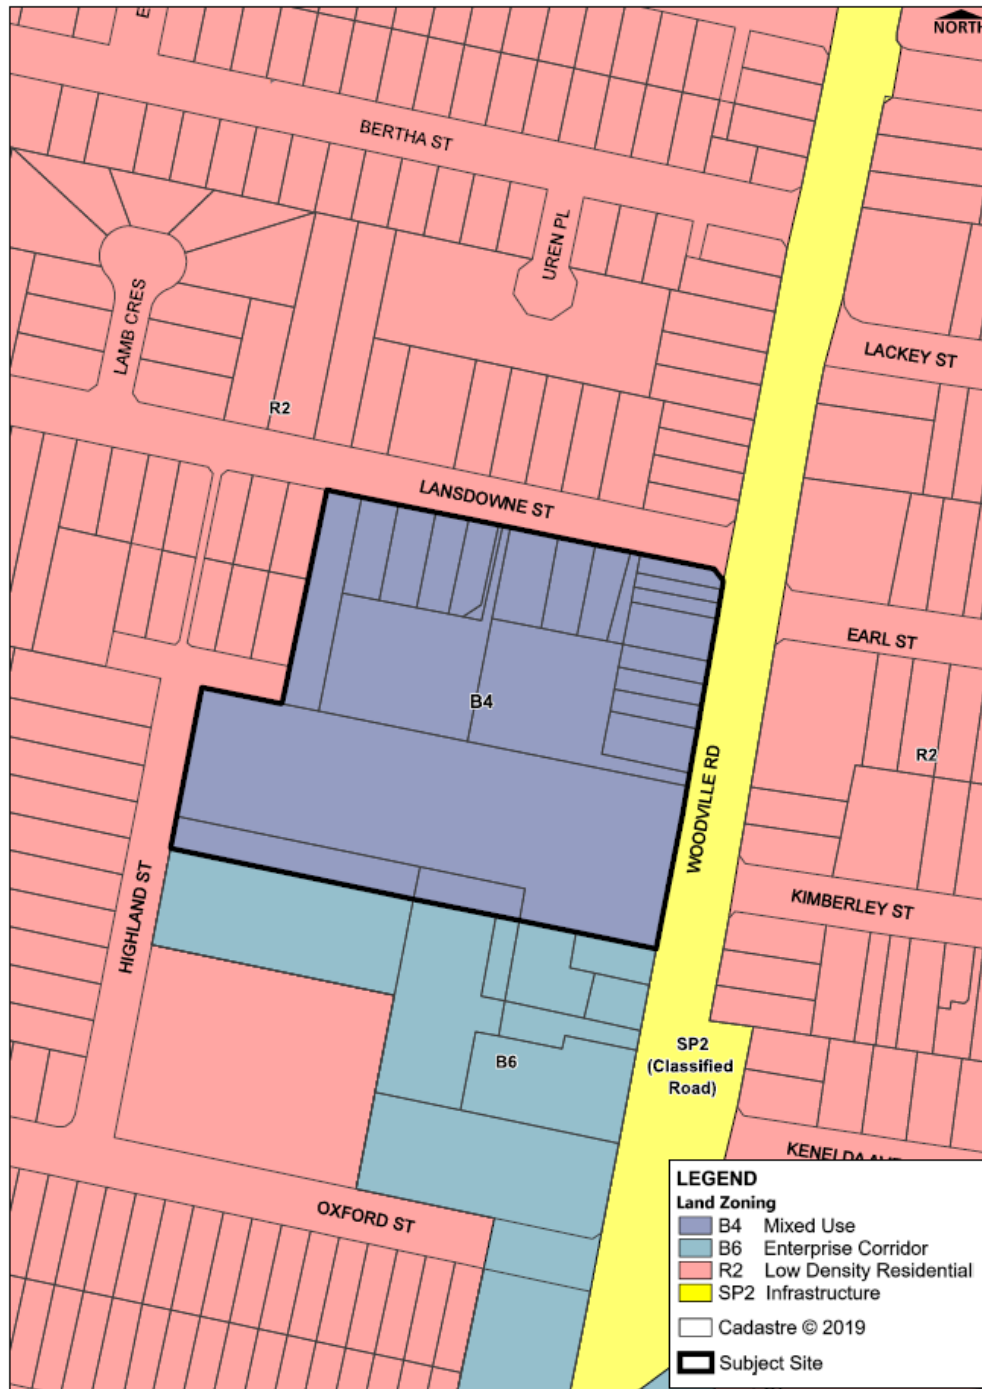 NORTH
BERTHA ST
UREN PL
LAMB CRES
LACKEY ST
R2
LANSDOWNE ST
EARL ST
B4
R2
WOODVILLE RD
HIGHLAND ST
KIMBERLEY ST
SP2
(Classified
Road)
B6
OXFORD ST
LEGEND
Land Zoning
B4 Mixed Use
B6 Enterprise Corridor
R2 Low Density Residential
SP2 Infrastructure
Cadastre © 2019
Subject Site